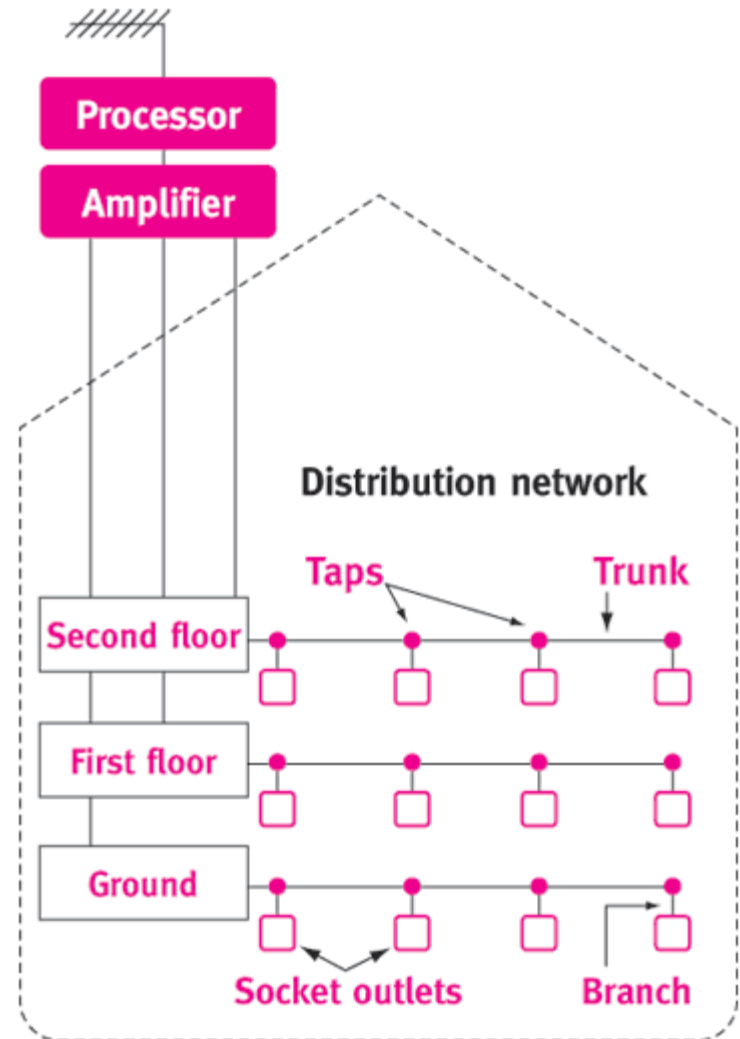 Processor
Amplifier
Distribution network
Taps
Trunk
Second floor
First floor
Ground
Socket outlets
Branch